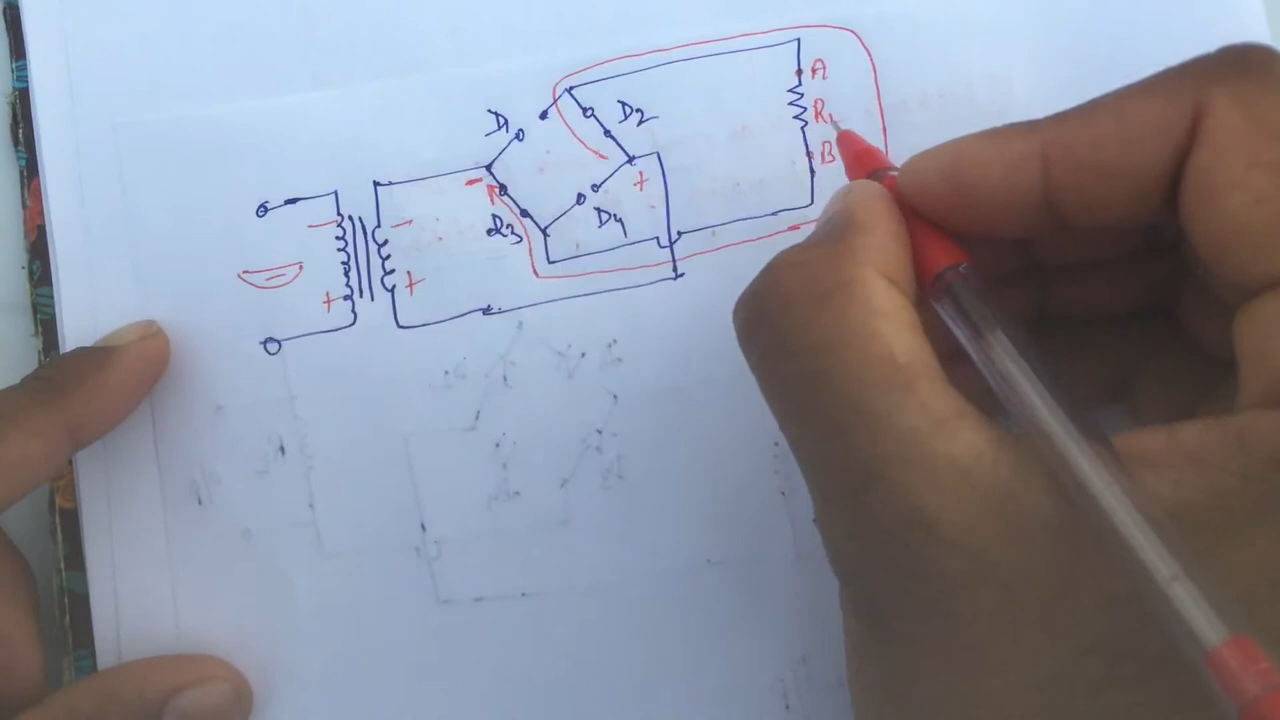 D1
D2
A
RL
B
D3
D4
- +
- +
- +